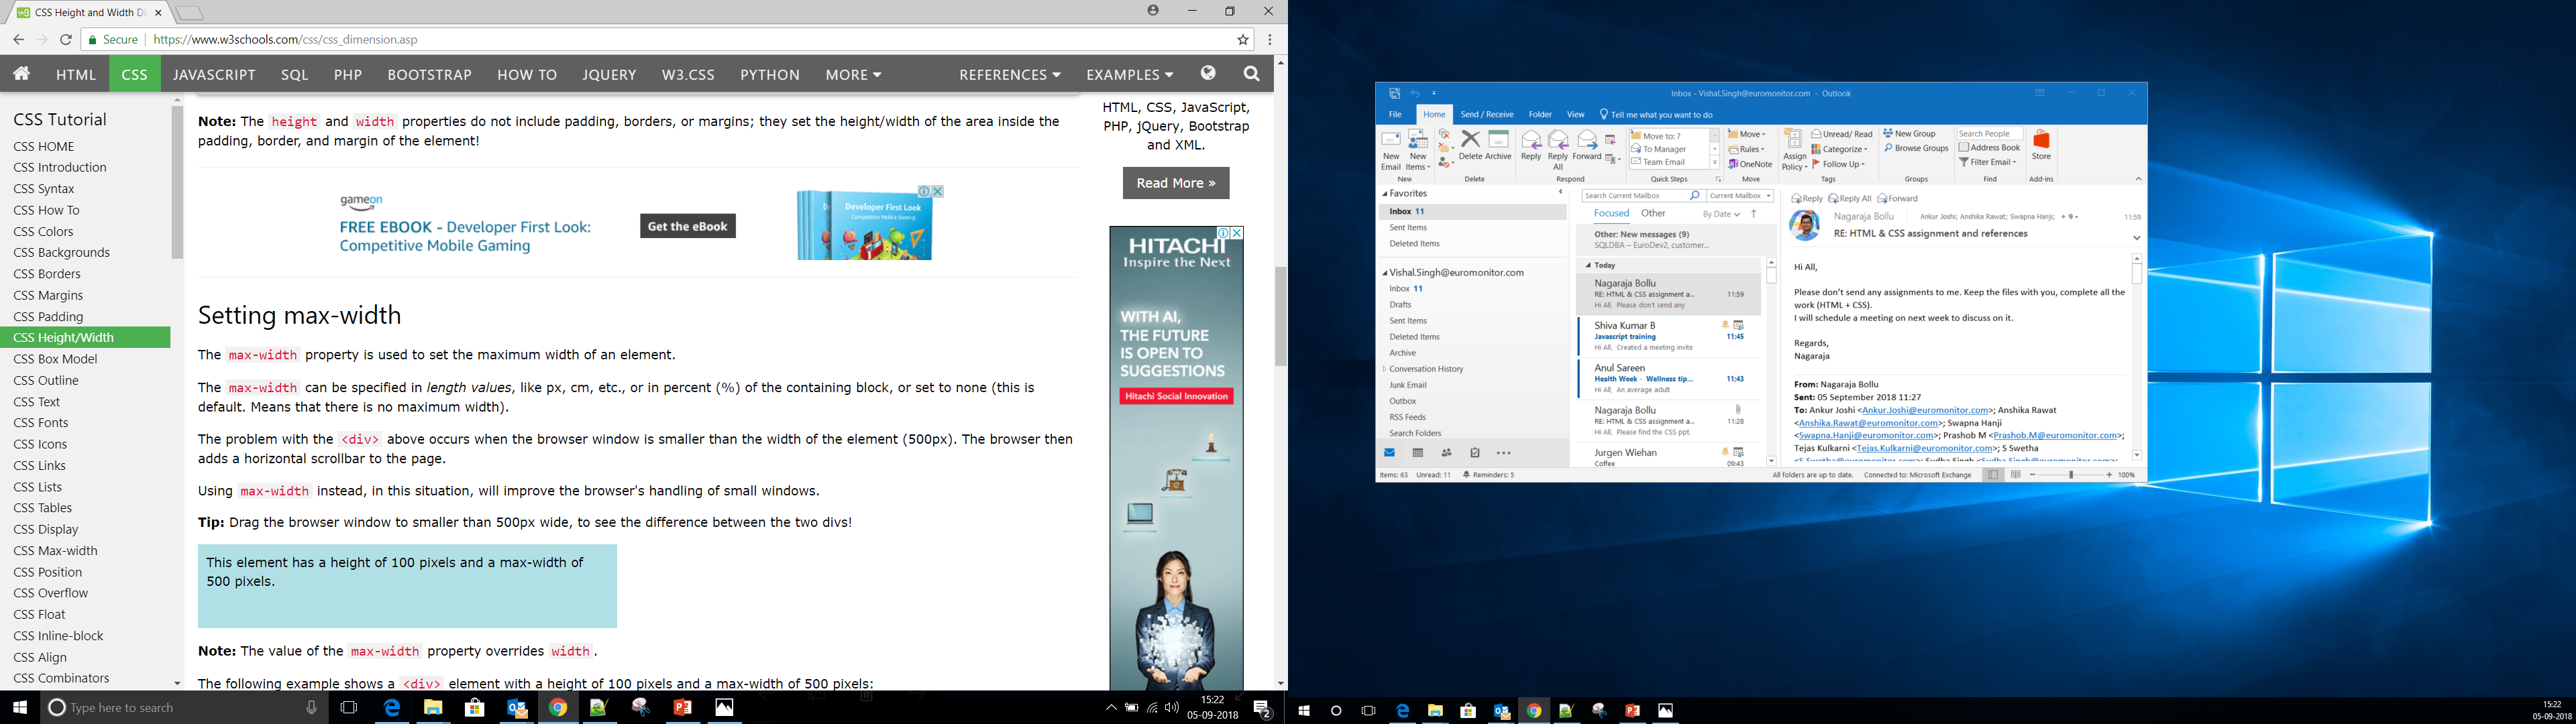 CSS Height and Width Di
Secure
https://www.w3schools.com/css/css_dimension.asp
HTML
CSS
JAVASCRIPT
SQL
PHP
BOOTSTRAP
HOW TO
JQUERY
W3.CSS
PYTHON
MORE
REFERENCES
EXAMPLES
CSS Tutorial
CSS HOME
CSS Introduction
CSS Syntax
CSS How To
CSS Colors
CSS Backgrounds
CSS Borders
CSS Margins
CSS Padding
CSS Height/Width
CSS Box Model
CSS Outline
CSS Text
CSS Fonts
CSS Icons
CSS Links
CSS Lists
CSS Tables
CSS Display
CSS Max-width
CSS Position
CSS Overflow
CSS Float
CSS Inline-block
CSS Align
CSS Combinators
Note: The height and width properties do not include padding, borders, or margins; they set the height/width of the area inside the
padding, border, and margin of the element!
gameon
FREE EBOOK - Developer First Look:
Competitive Mobile Gaming
Get the eBook
Developer First Look
Competitive Mobile Gaming
Setting max-width
The max-width property is used to set the maximum width of an element.
The max-width can be specified in length values, like px, cm, etc., or in percent (%) of the containing block, or set to none (this is
default. Means that there is no maximum width).
The problem with the <div> above occurs when the browser window is smaller than the width of the element (500px). The browser then
adds a horizontal scrollbar to the page.
Using max-width instead, in this situation, will improve the browser's handling of small windows.
Tip: Drag the browser window to smaller than 500px wide, to see the difference between the two divs!
This element has a height of 100 pixels and a max-width of
500 pixels.
Note: The value of the max-width property overrides width.
The following example shows a <div> element with a height of 100 pixels and a max-width of 500 pixels:
HTML, CSS, JavaScript,
PHP, jQuery, Bootstrap
and XML.
Read More »
HITACHI
Inspire the Next
WITH AI,
THE FUTURE
IS OPEN TO
SUGGESTIONS
Hitachi Social Innovation
Type here to search
15:22
05-09-2018
2
Inbox - Vishal.Singh@euromonitor.com - Outlook
File
Home
Send / Receive
Folder
View
Tell me what you want to do
New
Email
New
Items
New
Delete
Archive
Delete
Reply
Reply
All
Forward
Respond
Move to: ?
To Manager
Team Email
Quick Steps
Move
Rules
OneNote
Move
Assign
Policy
Unread/ Read
Categorize
Follow Up
Tags
New Group
Browse Groups
Groups
Search People
Address Book
Filter Email
Find
Store
Add-ins
Favorites
Inbox 11
Sent Items
Deleted Items
Vishal.Singh@euromonitor.com
Inbox 11
Drafts
Sent Items
Deleted Items
Archive
Conversation History
Junk Email
Outbox
RSS Feeds
Search Folders
Search Current Mailbox
Current Mailbox
Focused
Other
By Date
Other: New messages (9)
SQLDBA – EuroDev2, customer...
Today
Nagaraja Bollu
RE: HTML & CSS assignment a...
11:59
Hi All, Please don't send any
Shiva Kumar B
Javascript training
11:45
Hi All, Created a meeting invite
Anul Sareen
Health Week - Wellness tip...
11:43
Hi All, An average adult
Nagaraja Bollu
RE: HTML & CSS assignment a...
11:28
Hi All, Please find the CSS ppt,
Jurgen Wiehan
Coffee
09:43
Reply
Reply All
Forward
Nagaraja Bollu
Ankur Joshi; Anshika Rawat; Swapna Hanji;
+ 9
11:59
RE: HTML & CSS assignment and references
Hi All,
Please don't send any assignments to me. Keep the files with you, complete all the
work (HTML + CSS).
I will schedule a meeting on next week to discuss on it.
Regards,
Nagaraja
From: Nagaraja Bollu
Sent: 05 September 2018 11:27
To: Ankur Joshi <Ankur.Joshi@euromonitor.com>; Anshika Rawat
<Anshika.Rawat@euromonitor.com>; Swapna Hanji
<Swapna.Hanji@euromonitor.com>; Prashob M <Prashob.M@euromonitor.com>;
Tejas Kulkarni <Tejas.Kulkarni@euromonitor.com>; S Swetha
<S.Swetha@euromonitor.com>; Sudha Singh <Sudha.Singh@euromonitor.com>;
Items: 63
Unread: 11
Reminders: 5
All folders are up to date.
Connected to: Microsoft Exchange
100%
15:22
05-09-2018